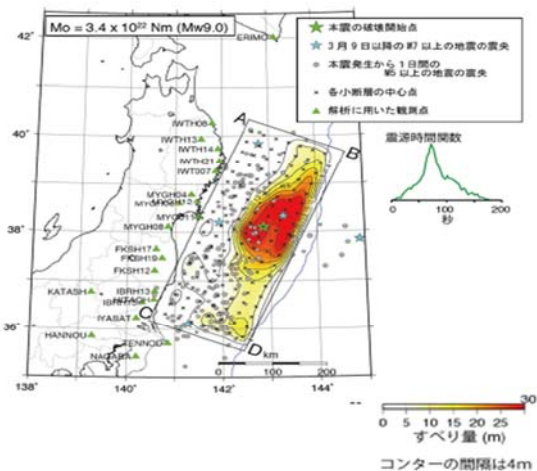 Mo = 3.4 x 10²² Nm (Mw9.0)
ERIMO
★ 本震の破壊開始点
★ 3月9日以降のM7以上の地震の震央
本震発生から1日間の
M5以上の地震の震央
各小断層の中心点
解析に用いた観測点
42°
40°
38°
36°
138°
140°
142°
144°
IWTH08
IWTH13
IWTH14
IWTH21
IWT007
MYGH04
MYGH12
MYGH08
FKSH17
FKSH19
FKSH12
KATASH
IBRH13
HITACH
IYASAT
HANNOU
TENNOD
NAGARA
A
B
C
D
km
0 100 200
震源時間関数
0 100 200
秒
0 5 10 15 20 25 30
すべり量 (m)
コンターの間隔は4m